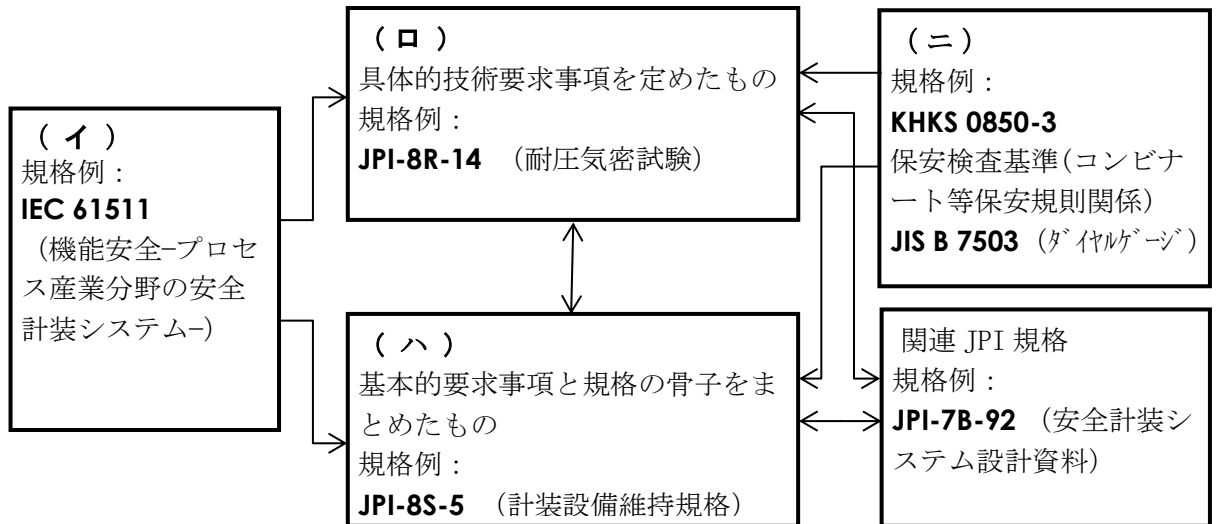 (イ)
規格例:
IEC 61511
(機能安全-プロセ
ス産業分野の安全
計装システム-)
(ロ)
具体的技術要求事項を定めたもの
規格例:
JPI-8R-14 (耐圧気密試験)
(ハ)
基本的要求事項と規格の骨子をま
とめたもの
規格例:
JPI-8S-5 (計装設備維持規格)
(ニ)
規格例:
KHKS 0850-3
保安検査基準(コンビナ
ート等保安規則関係)
JIS B 7503 (ダイヤルゲージ)
関連 JPI 規格
規格例:
JPI-7B-92 (安全計装シ
ステム設計資料)